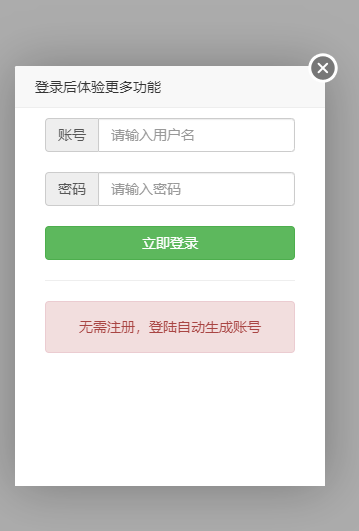 登录后体验更多功能
账号 请输入用户名
密码 请输入密码
立即登录
无需注册，登陆自动生成账号